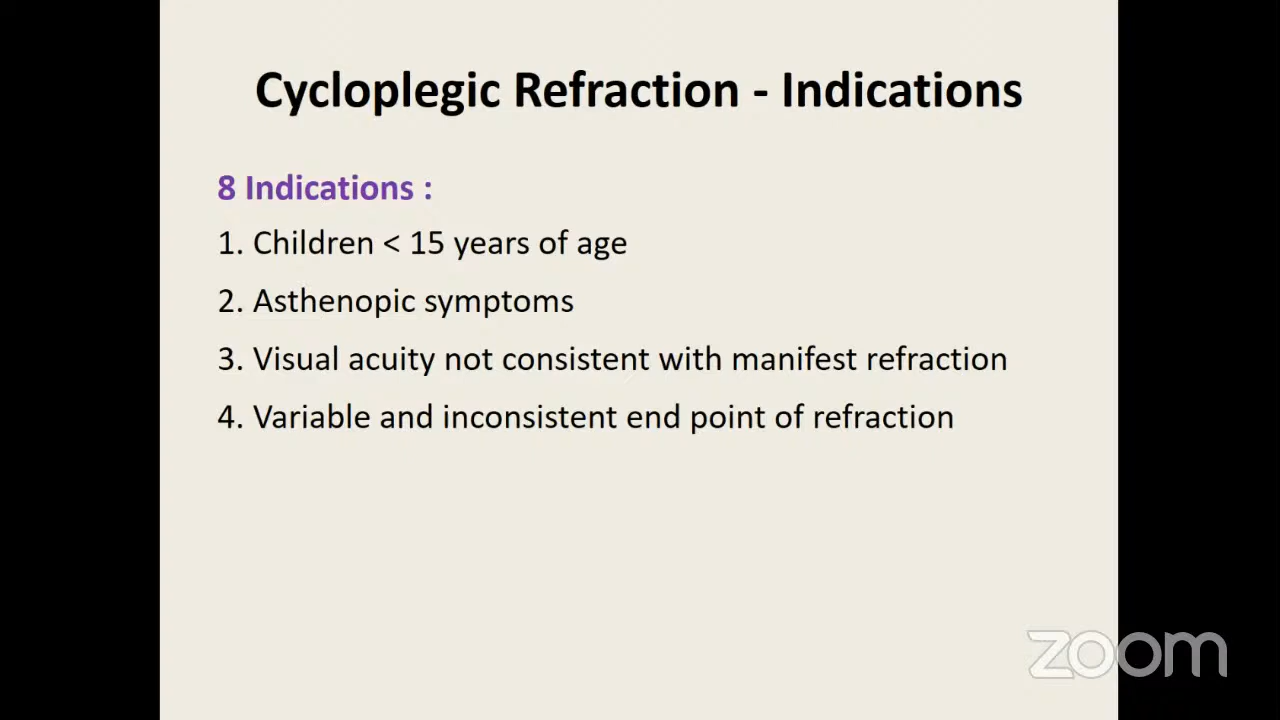 Cycloplegic Refraction - Indications
8 Indications :
1. Children < 15 years of age
2. Asthenopic symptoms
3. Visual acuity not consistent with manifest refraction
4. Variable and inconsistent end point of refraction
zoom